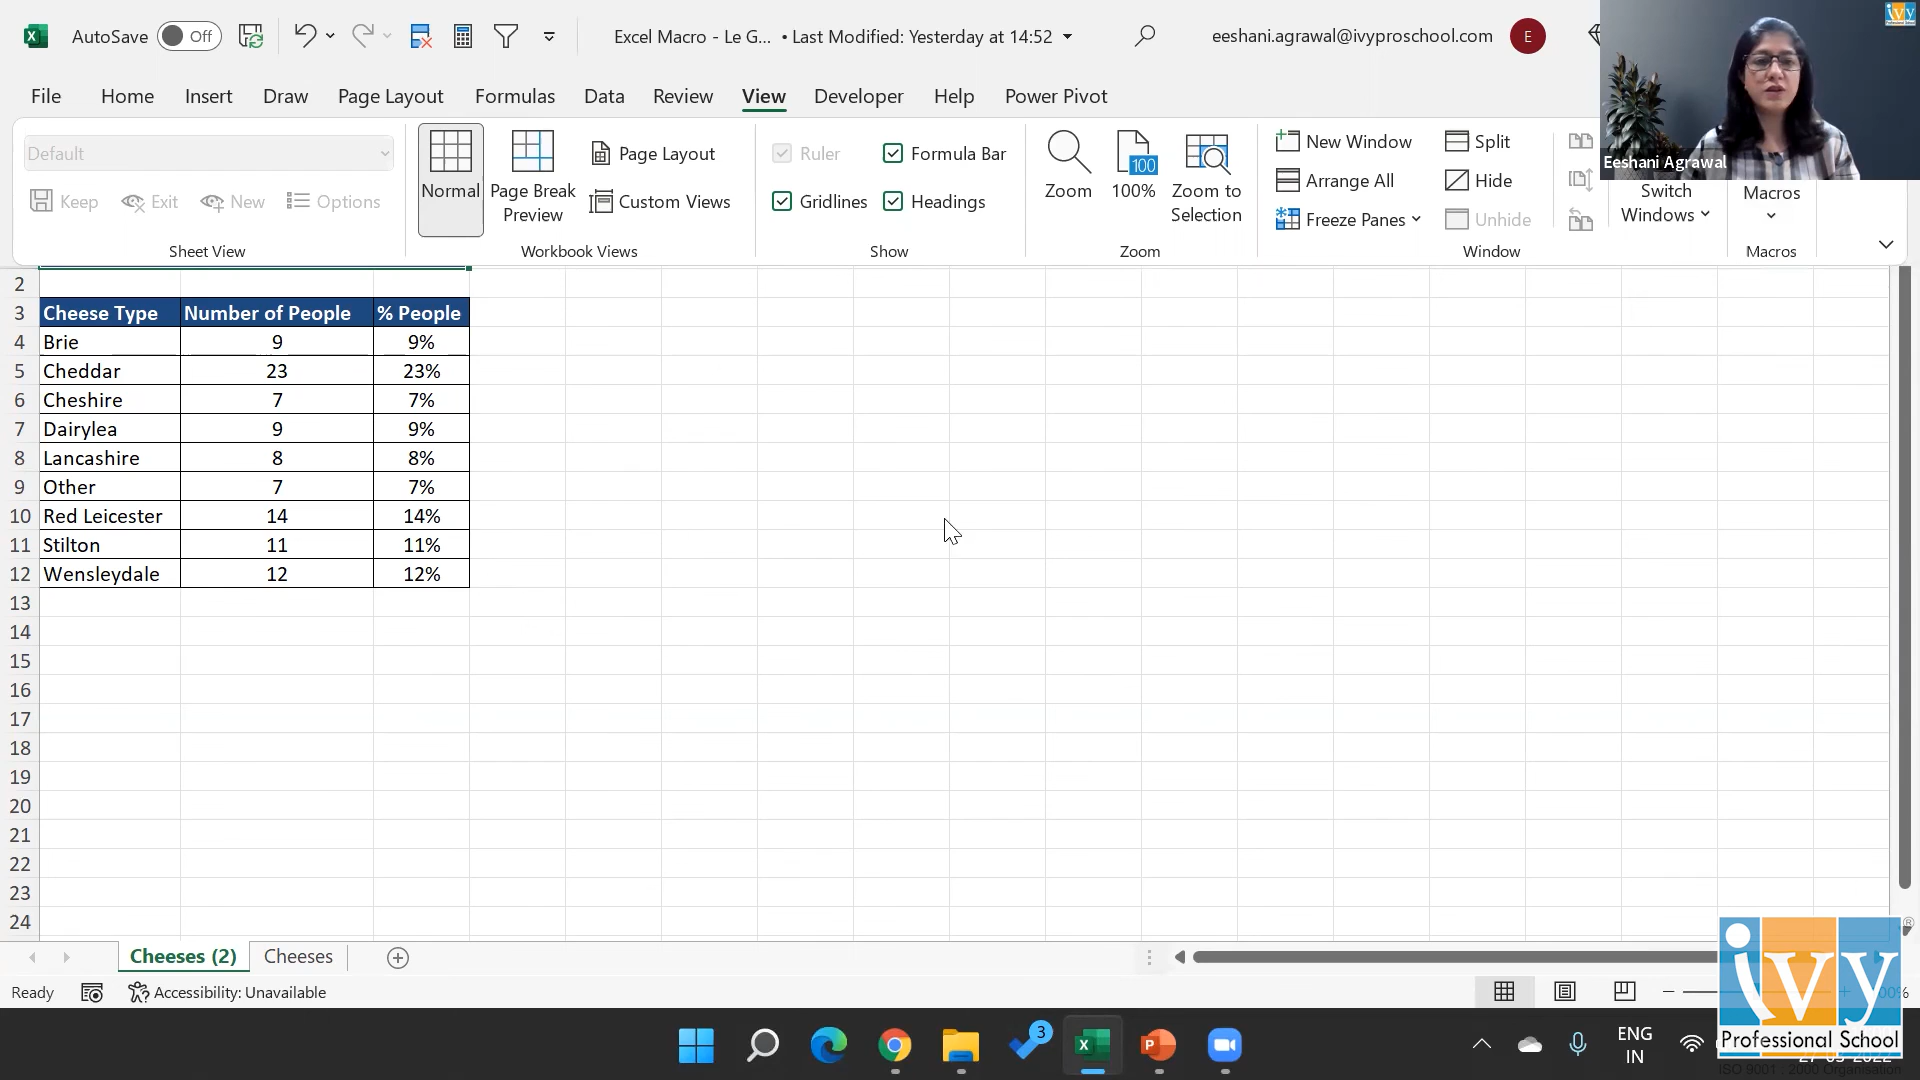 AutoSave Off Excel Macro - Le G... • Last Modified: Yesterday at 14:52 eeshani.agrawal@ivyproschool.com E
File Home Insert Draw Page Layout Formulas Data Review View Developer Help Power Pivot
Default
Keep Exit New Options
Sheet View
Normal
Page Break Preview
Page Layout
Custom Views
Workbook Views
Ruler Formula Bar
Gridlines Headings
Show
Zoom
100
100%
Zoom to Selection
Zoom
New Window
Arrange All
Freeze Panes
Split
Hide
Unhide
Window
Switch Windows
Macros
Macros
ivy
Eeshani Agrawal
2
3 Cheese Type Number of People % People
4 Brie 9 9%
5 Cheddar 23 23%
6 Cheshire 7 7%
7 Dairylea 9 9%
8 Lancashire 8 8%
9 Other 7 7%
10 Red Leicester 14 14%
11 Stilton 11 11%
12 Wensleydale 12 12%
13
14
15
16
17
18
19
20
21
22
23
24
Cheeses (2) Cheeses
Ready Accessibility: Unavailable
3
ENG
IN
ivy
®
Professional School
ISO 9001 : 2000 Organisation